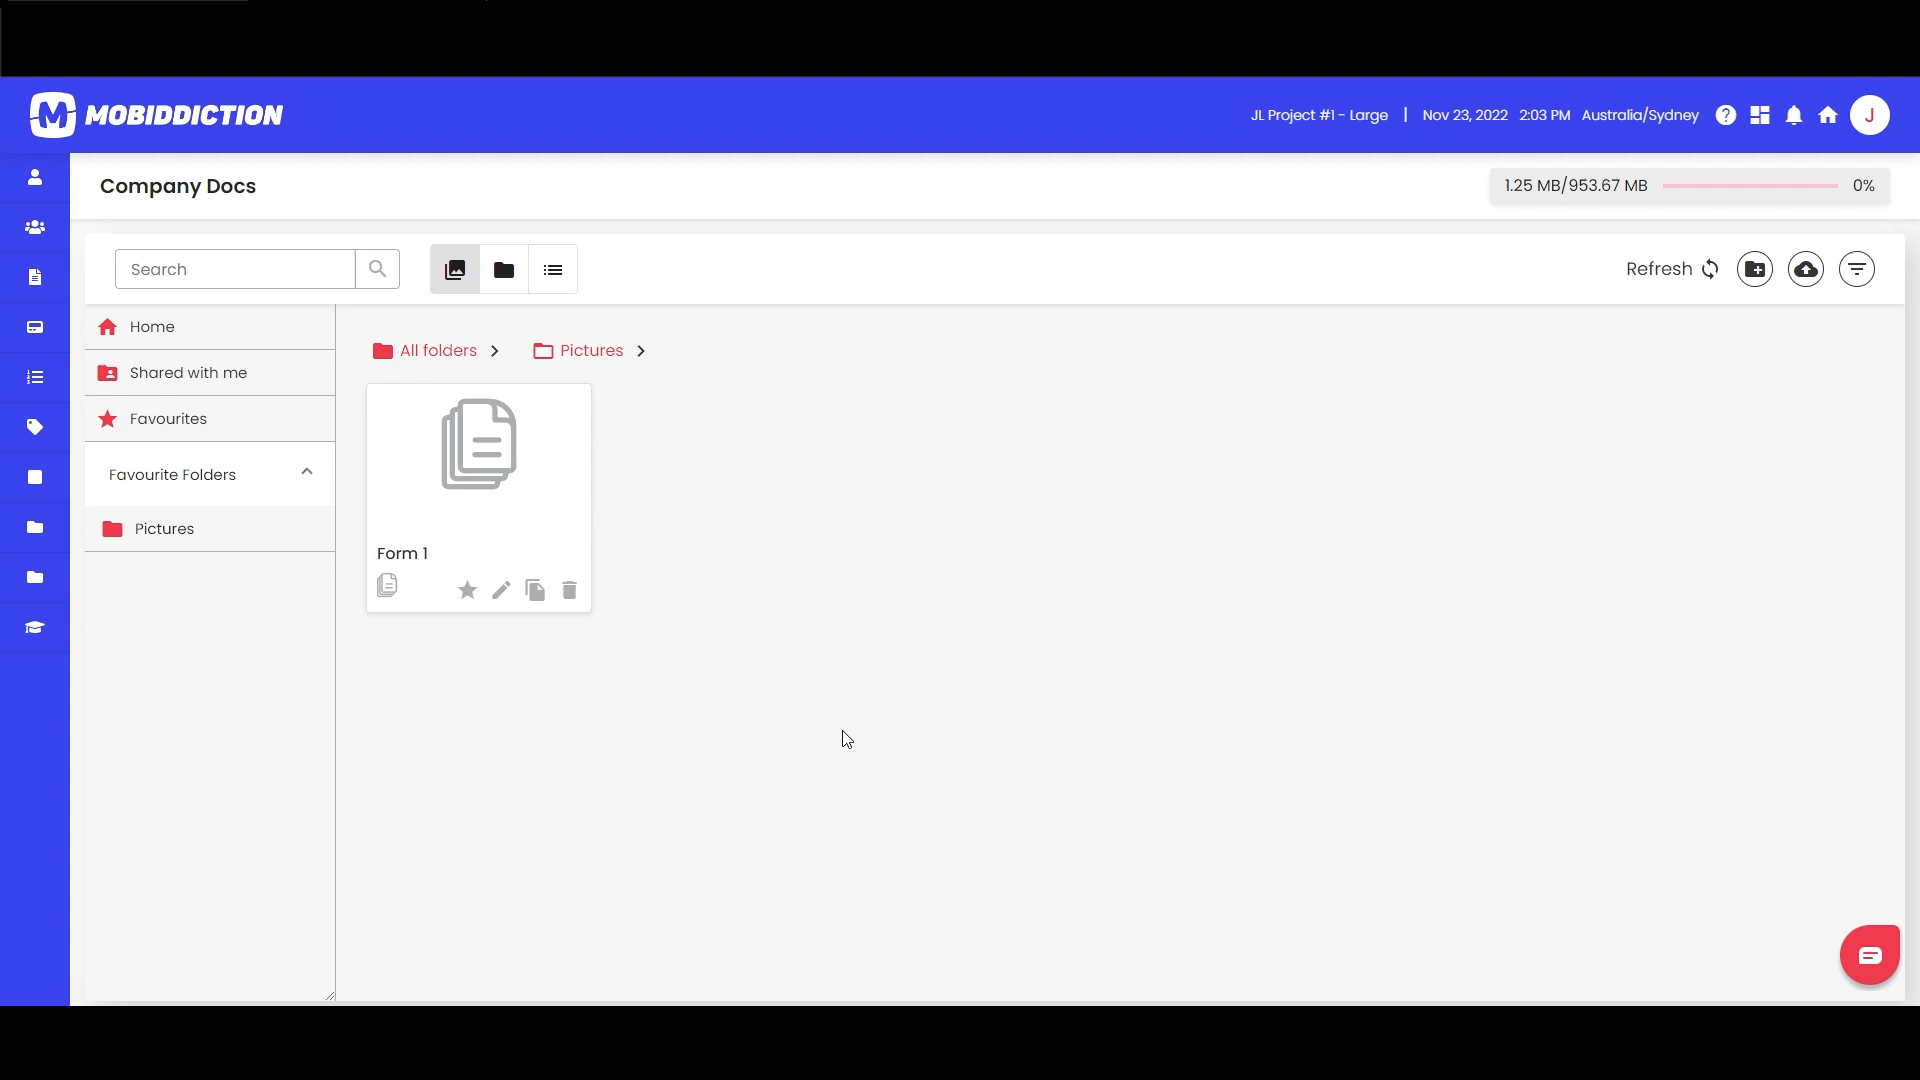 MOBIDDICTION
JL Project #1 - Large | Nov 23, 2022 2:03 PM Australia/Sydney ? J
Company Docs
1.25 MB/953.67 MB 0%
Search
Refresh
Home
Shared with me
Favourites
Favourite Folders
Pictures
All folders > Pictures >
Form 1